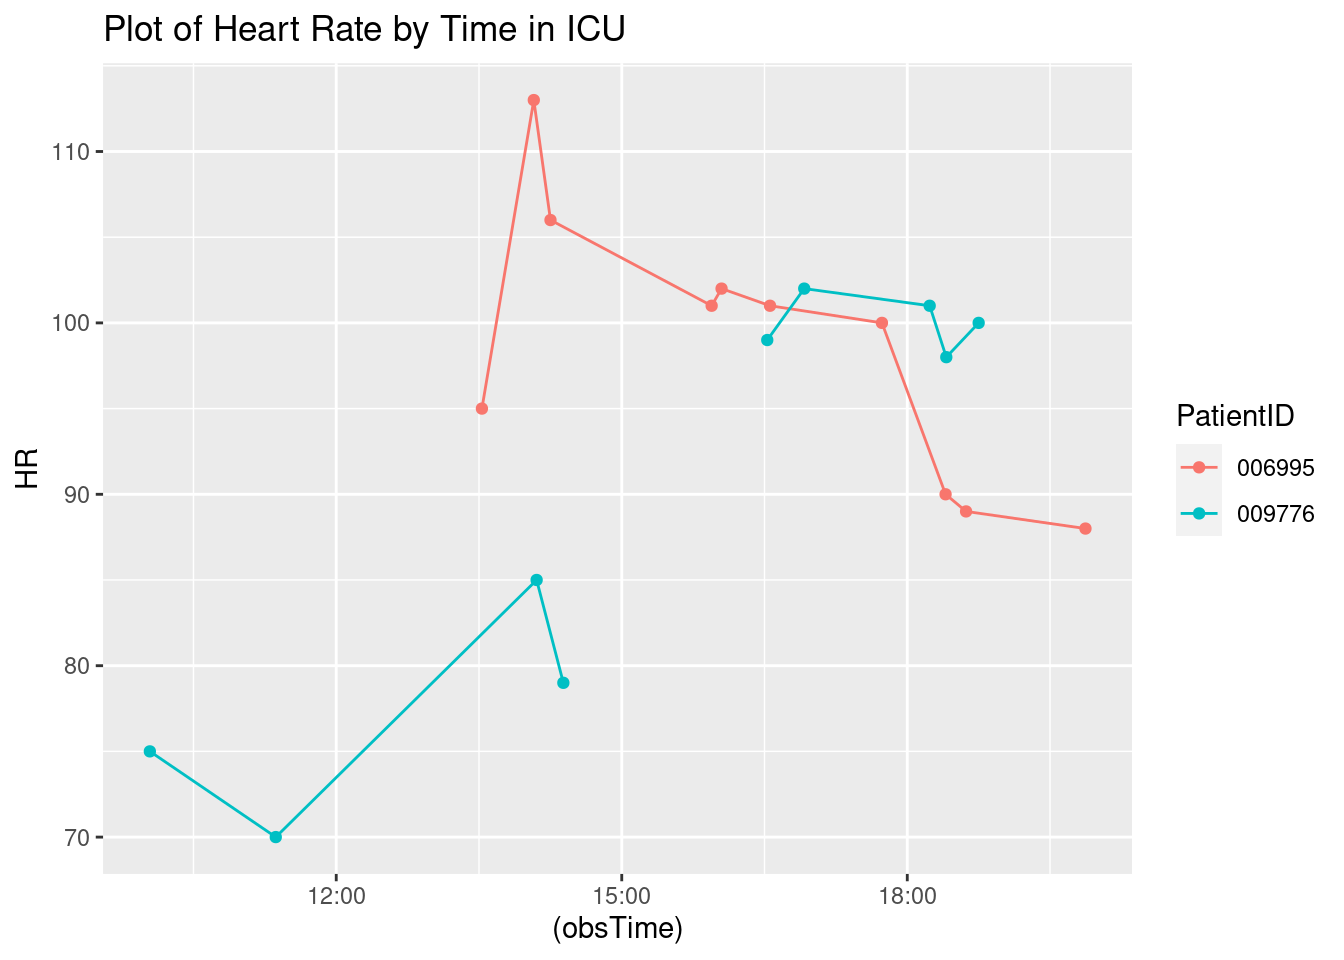 Plot of Heart Rate by Time in ICU
110
100
90
80
70
HR
12:00 15:00 18:00
(obsTime)
PatientID
006995
009776